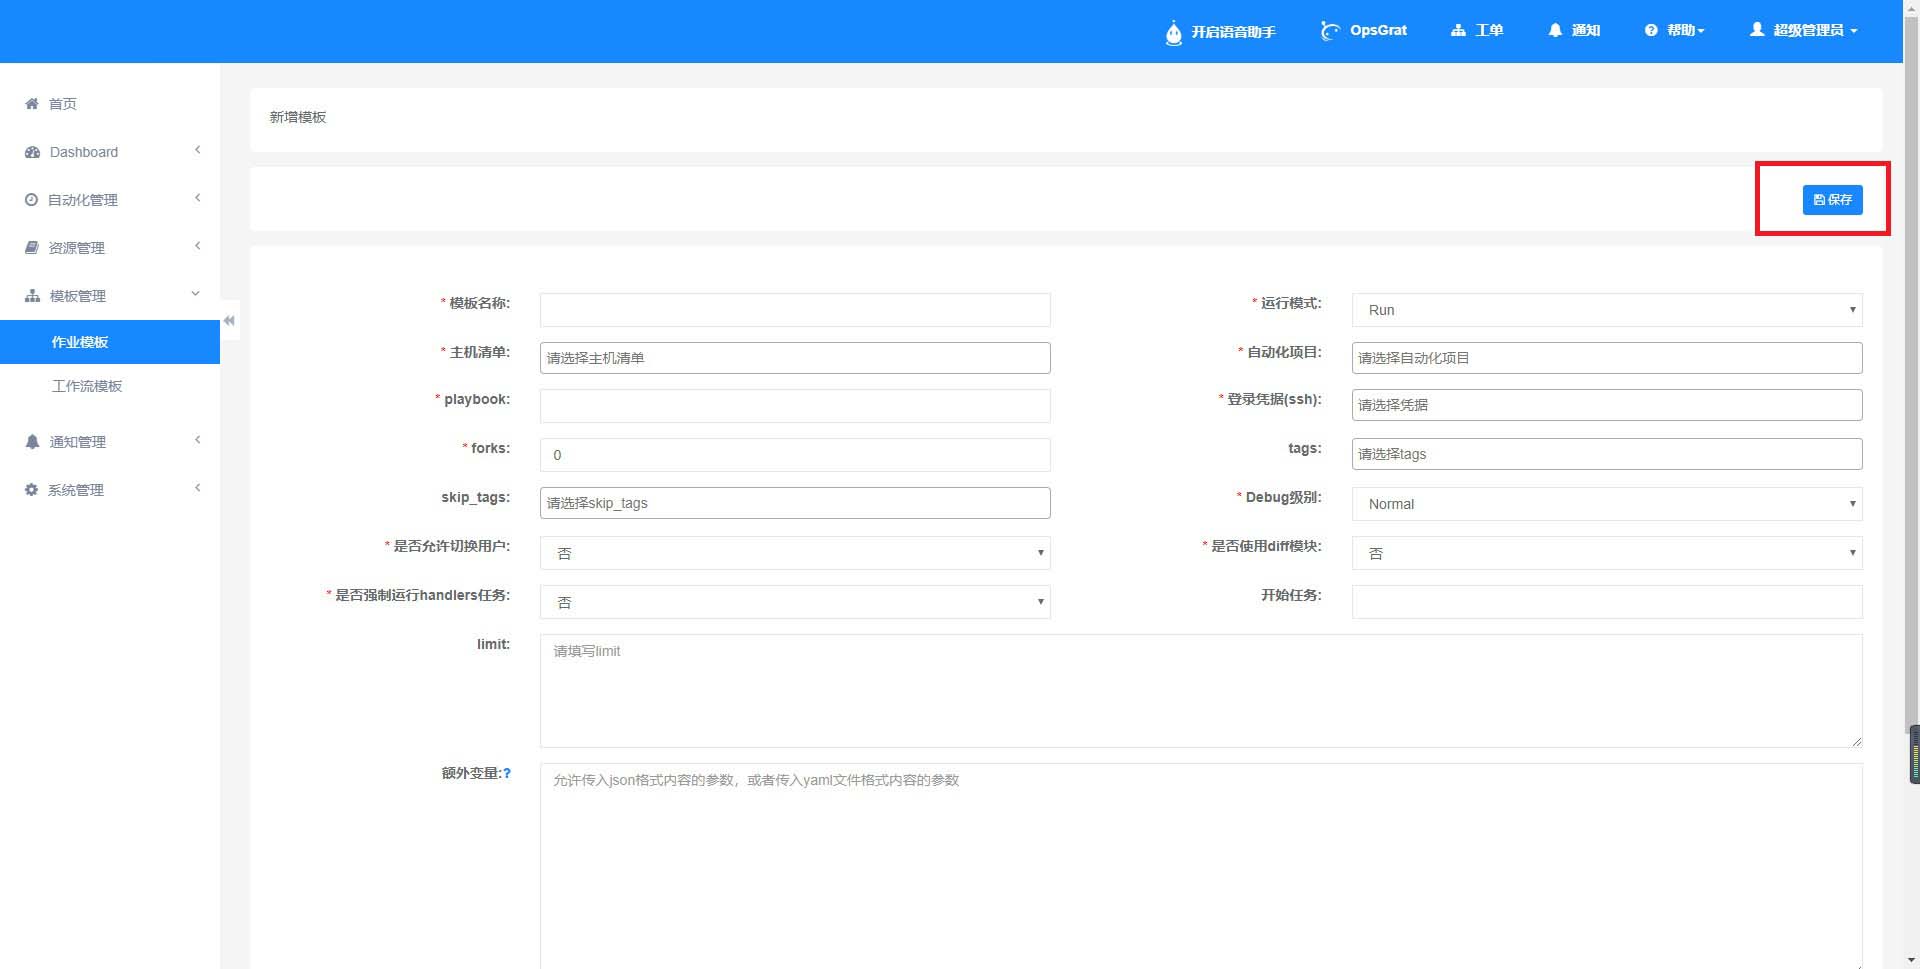 开启语音助手
OpsGrat
工单
通知
帮助
超级管理员
首页
Dashboard
自动化管理
资源管理
模板管理
作业模板
工作流模板
通知管理
系统管理
新增模板
保存
* 模板名称:
* 运行模式:
Run
* 主机清单:
请选择主机清单
* 自动化项目:
请选择自动化项目
* playbook:
* 登录凭据(ssh):
请选择凭据
* forks:
0
tags:
请选择tags
skip_tags:
请选择skip_tags
* Debug级别:
Normal
* 是否允许切换用户:
否
* 是否使用diff模块:
否
* 是否强制运行handlers任务:
否
开始任务:
limit:
请填写limit
额外变量:?
允许传入json格式内容的参数，或者传入yaml文件格式内容的参数